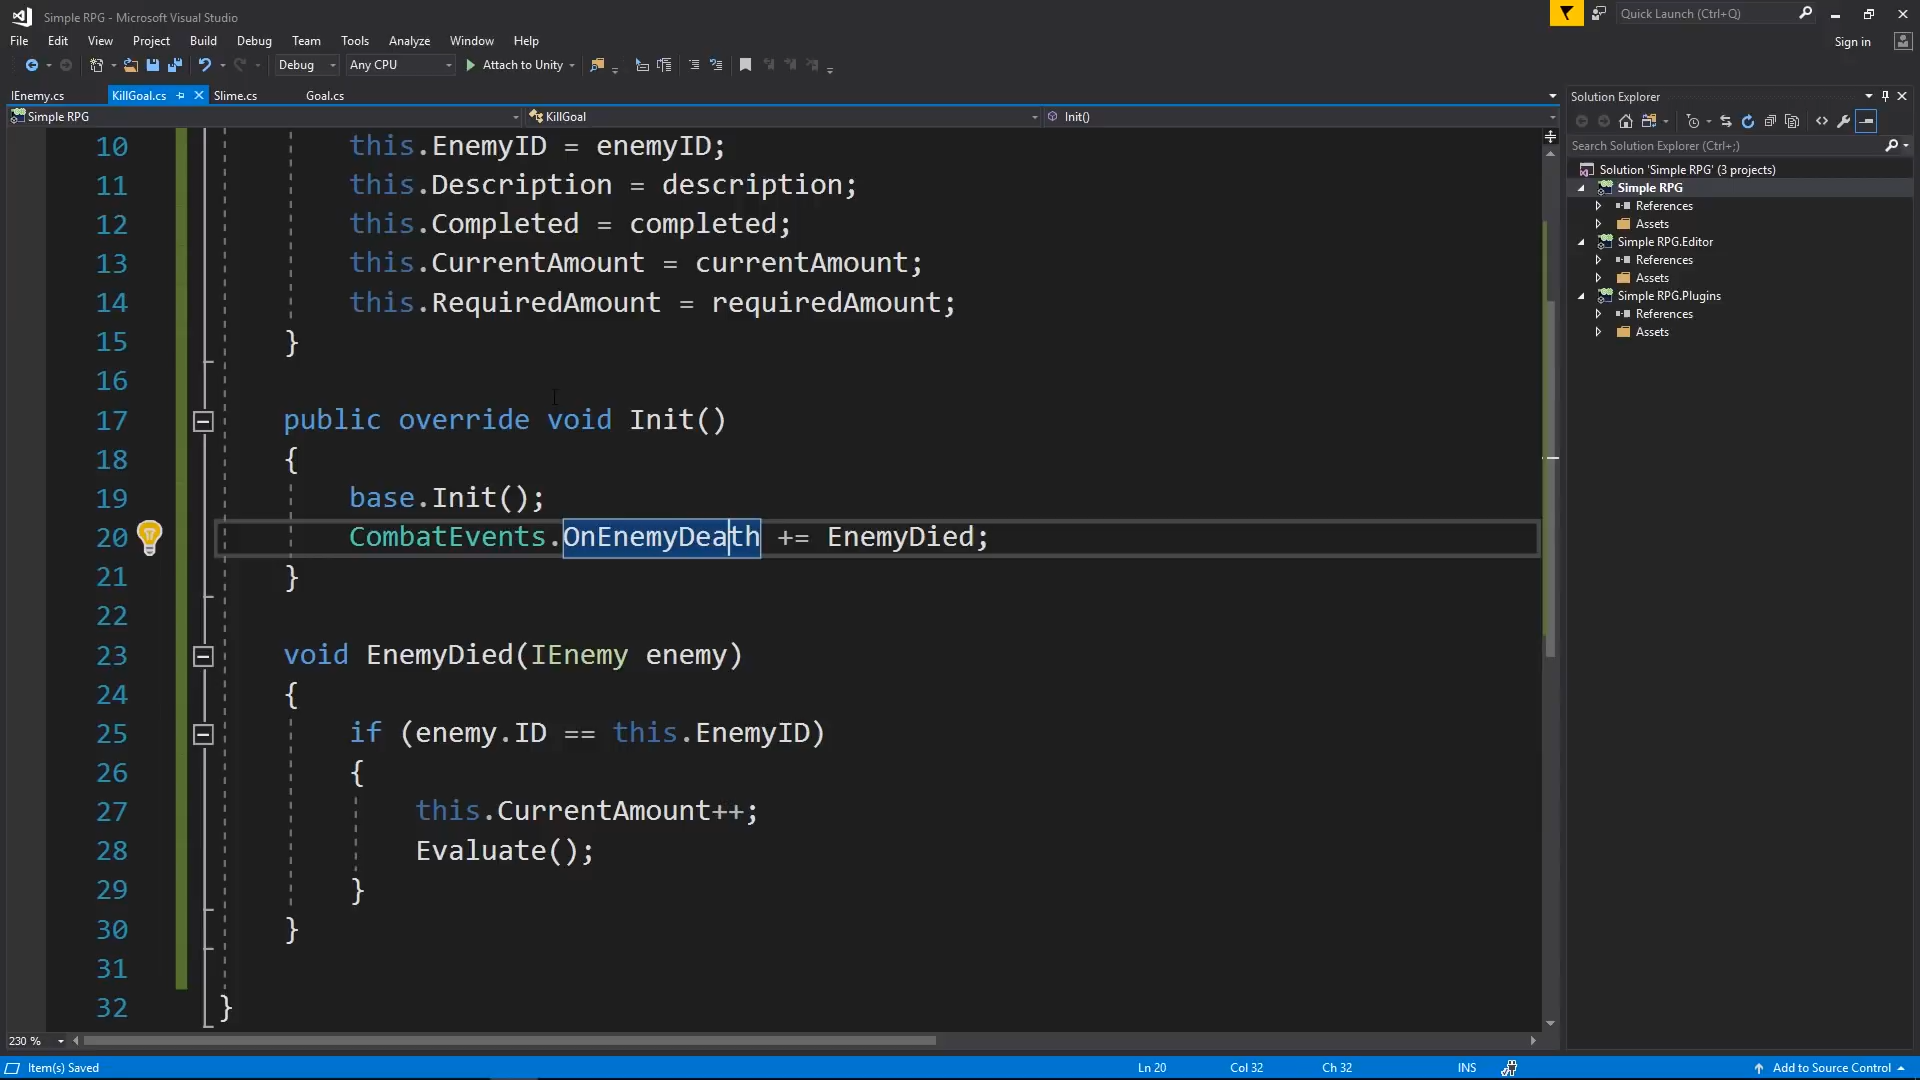 Simple RPG - Microsoft Visual Studio
Quick Launch (Ctrl+Q)
File Edit View Project Build Debug Team Tools Analyze Window Help
Sign in
Debug Any CPU Attach to Unity
IEnemy.cs KillGoal.cs Slime.cs Goal.cs
Simple RPG KillGoal Init()
10 this.EnemyID = enemyID;
11 this.Description = description;
12 this.Completed = completed;
13 this.CurrentAmount = currentAmount;
14 this.RequiredAmount = requiredAmount;
15 }
16
17 public override void Init()
18 {
19 base.Init();
20 CombatEvents.OnEnemyDeath += EnemyDied;
21 }
22
23 void EnemyDied(IEnemy enemy)
24 {
25 if (enemy.ID == this.EnemyID)
26 {
27 this.CurrentAmount++;
28 Evaluate();
29 }
30 }
31
32 }
230 %
Solution Explorer
Search Solution Explorer (Ctrl+;)
Solution 'Simple RPG' (3 projects)
Simple RPG
References
Assets
Simple RPG.Editor
References
Assets
Simple RPG.Plugins
References
Assets
Item(s) Saved Ln 20 Col 32 Ch 32 INS Add to Source Control